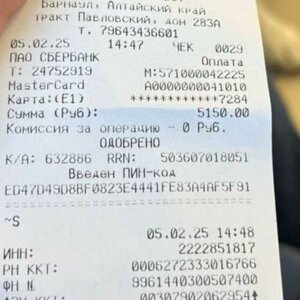 Барнаул, Алтайский край
тракт Павловский, дом 283А
т. 79643436601
05.02.25 14:47 ЧЕК 0029
ПАО СБЕРБАНК Оплата
Т: 24752919 М:571000042225
MasterCard A0000000041010
Карта:(E1) ************7284
Сумма (Руб): 5150.00
Комиссия за операцию – 0 Руб.
ОДОБРЕНО
К/А: 632886 RRN: 503607018051
Введен ПИН-код
ED47D49D8BF0823E4441FE83A4AF5F91
~S
05.02.25 14:48
ИНН: 2222851817
РН ККТ: 0006272333016766
ФН N 9961440300507400